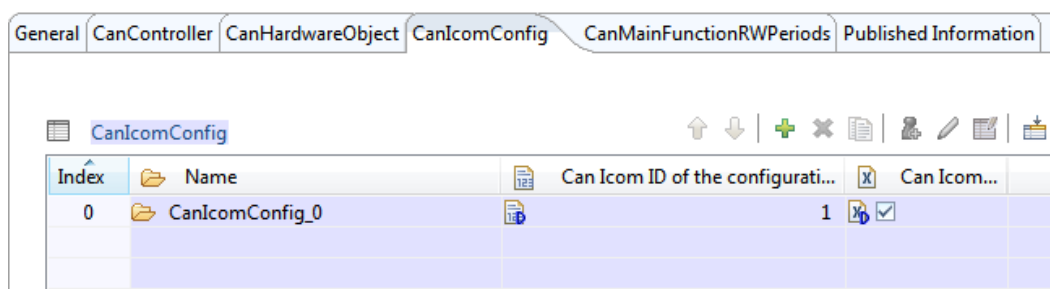 General CanController CanHardwareObject CanIcomConfig CanMainFunctionRWPeriods Published Information
CanIcomConfig
Index Name Can Icom ID of the configurati... Can Icom...
0 CanIcomConfig_0 1